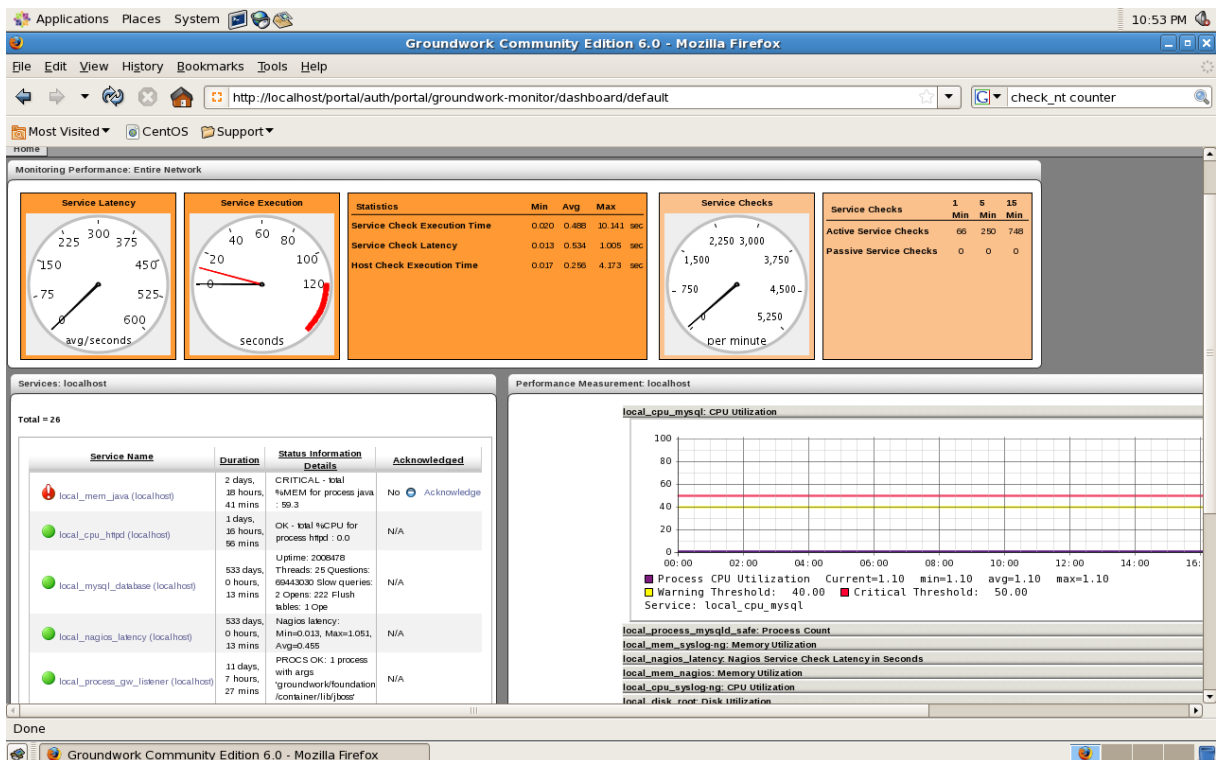 Applications Places System 10:53 PM
Groundwork Community Edition 6.0 - Mozilla Firefox
File Edit View History Bookmarks Tools Help
http://localhost/portal/auth/portal/groundwork-monitor/dashboard/default
G check_nt counter
Most Visited CentOS Support
Home
Monitoring Performance: Entire Network
Service Latency
0 75 150 225 300 375 450 525 600
avg/seconds
Service Execution
0 20 40 60 80 100 120
seconds
Statistics Min Avg Max
Service Check Execution Time 0.020 0.488 10.141 sec
Service Check Latency 0.013 0.534 1.005 sec
Host Check Execution Time 0.017 0.256 4.173 sec
Service Checks
0 750 1,500 2,250 3,000 3,750 4,500 5,250
per minute
Service Checks 1 Min 5 Min 15 Min
Active Service Checks 66 250 748
Passive Service Checks 0 0 0
Services: localhost
Total = 26
Service Name Duration Status Information Details Acknowledged
local_mem_java (localhost)
2 days,
18 hours,
41 mins
CRITICAL - total
%MEM for process java
: 59.3
No Acknowledge
local_cpu_httpd (localhost)
1 days,
16 hours,
56 mins
OK - total %CPU for
process httpd : 0.0
N/A
local_mysql_database (localhost)
533 days,
0 hours,
13 mins
Uptime: 2008478
Threads: 25 Questions:
69443030 Slow queries:
2 Opens: 222 Flush
tables: 1 Ope
N/A
local_nagios_latency (localhost)
533 days,
0 hours,
13 mins
Nagios latency:
Min=0.013, Max=1.051,
Avg=0.455
N/A
local_process_gw_listener (localhost)
11 days,
7 hours,
27 mins
PROCS OK: 1 process
with args
'groundwork/foundation
/container/lib/jboss'
N/A
Performance Measurement: localhost
local_cpu_mysql: CPU Utilization
100
80
60
40
20
0
00:00 02:00 04:00 06:00 08:00 10:00 12:00 14:00 16:
Process CPU Utilization Current=1.10 min=1.10 avg=1.10 max=1.10
Warning Threshold: 40.00 Critical Threshold: 50.00
Service: local_cpu_mysql
local_process_mysqld_safe: Process Count
local_mem_syslog-ng: Memory Utilization
local_nagios_latency: Nagios Service Check Latency in Seconds
local_mem_nagios: Memory Utilization
local_cpu_syslog-ng: CPU Utilization
local_disk_root: Disk Utilization
Done
Groundwork Community Edition 6.0 - Mozilla Firefox